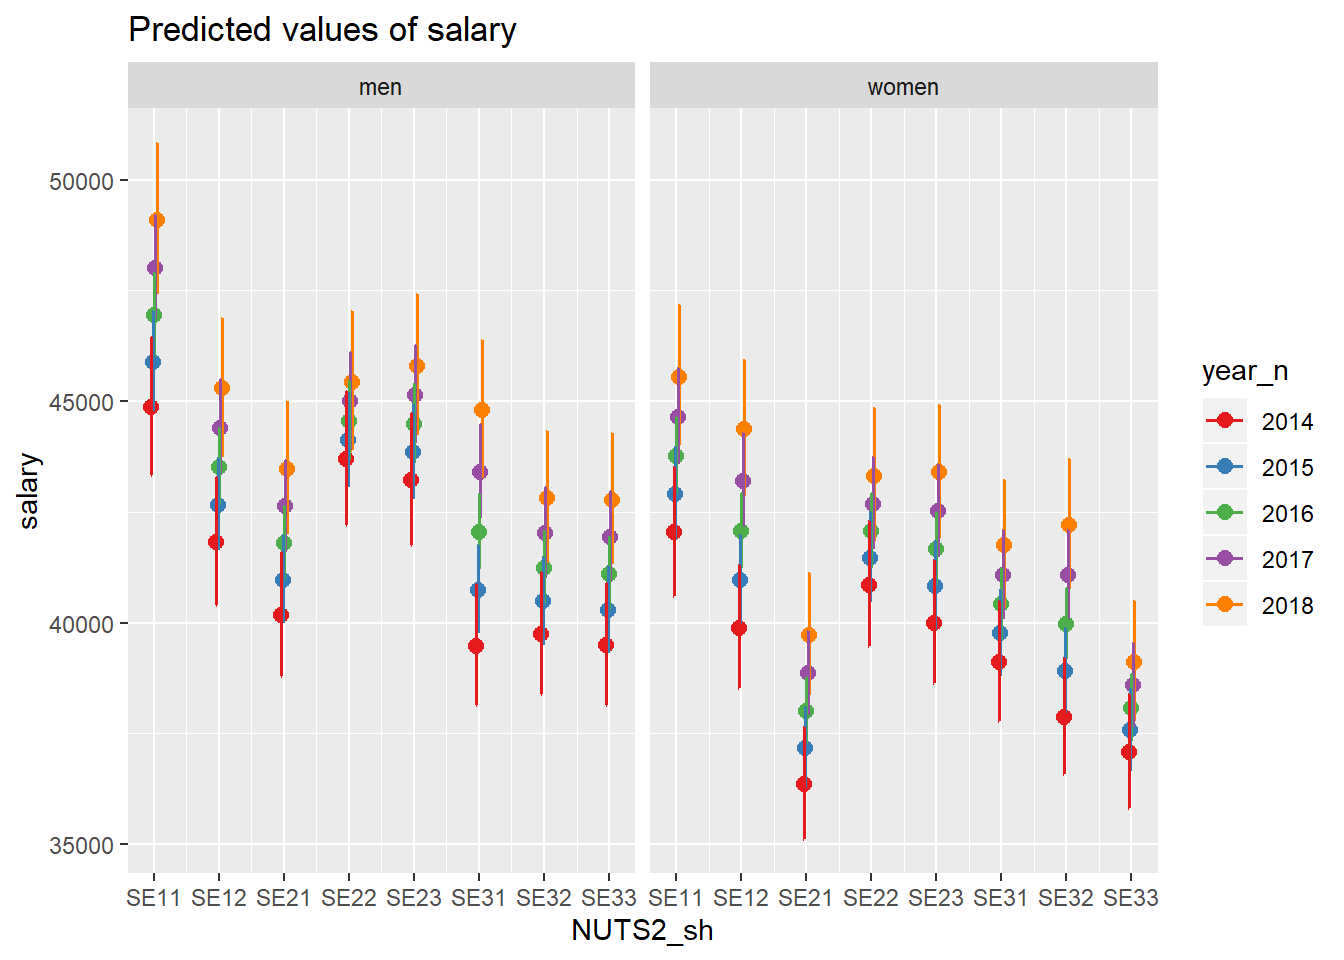 Predicted values of salary
men
women
50000
45000
40000
35000
salary
SE11 SE12 SE21 SE22 SE23 SE31 SE32 SE33
SE11 SE12 SE21 SE22 SE23 SE31 SE32 SE33
NUTS2_sh
year_n
2014
2015
2016
2017
2018